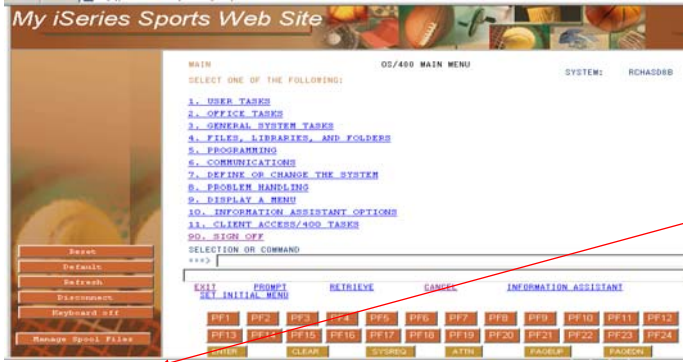 My iSeries Sports Web Site
MAIN OS/400 MAIN MENU
SYSTEM: RCHASD8B
SELECT ONE OF THE FOLLOWING:
1. USER TASKS
2. OFFICE TASKS
3. GENERAL SYSTEM TASKS
4. FILES, LIBRARIES, AND FOLDERS
5. PROGRAMMING
6. COMMUNICATIONS
7. DEFINE OR CHANGE THE SYSTEM
8. PROBLEM HANDLING
9. DISPLAY A MENU
10. INFORMATION ASSISTANT OPTIONS
11. CLIENT ACCESS/400 TASKS
90. SIGN OFF
SELECTION OR COMMAND
===>
EXIT PROMPT RETRIEVE CANCEL INFORMATION ASSISTANT
SET INITIAL MENU
Reset
Default
Refresh
Disconnect
Keyboard off
Manage Spool Files
PF1 PF2 PF3 PF4 PF5 PF6 PF7 PF8 PF9 PF10 PF11 PF12
PF13 PF14 PF15 PF16 PF17 PF18 PF19 PF20 PF21 PF22 PF23 PF24
ENTER CLEAR SYSREQ ATTN PAGEUP PAGEDN